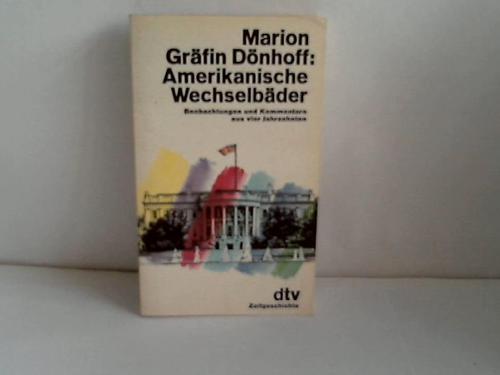 Marion
Gräfin Dönhoff:
Amerikanische
Wechselbäder
Beobachtungen und Kommentare
aus vier Jahrzehnten
dtv
Zeitgeschichte